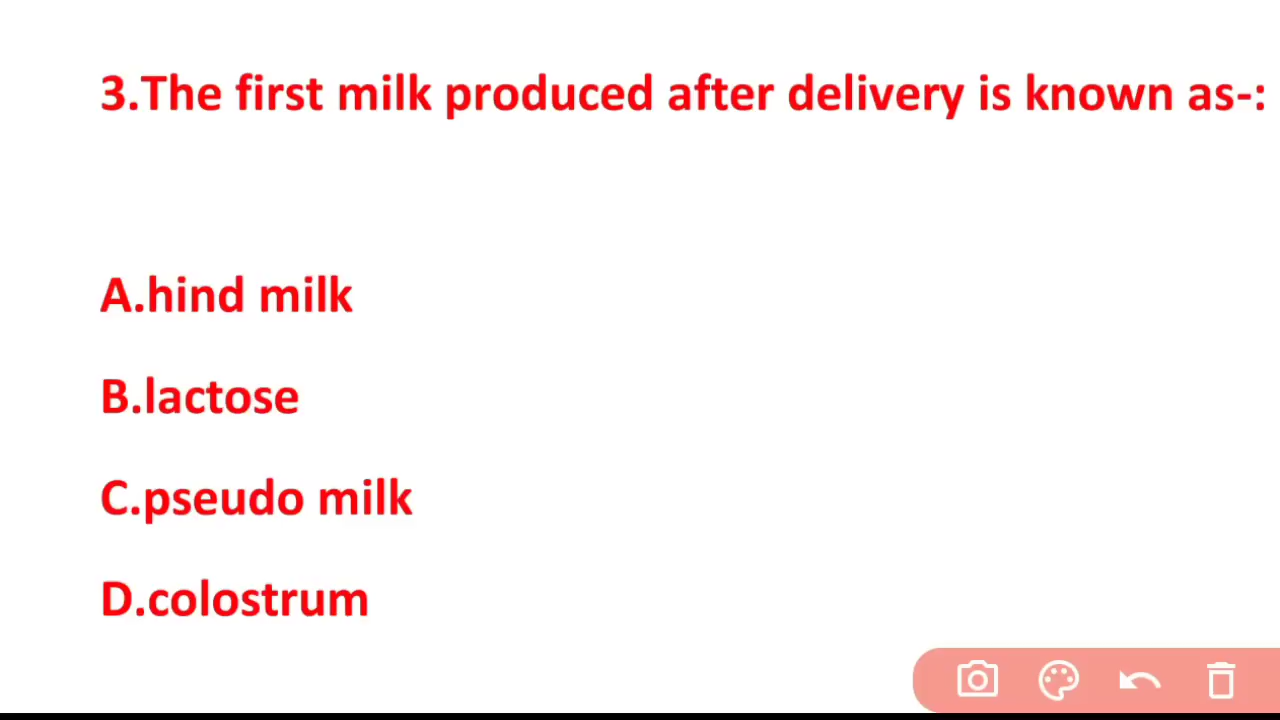 3.The first milk produced after delivery is known as-:
A.hind milk
B.lactose
C.pseudo milk
D.colostrum